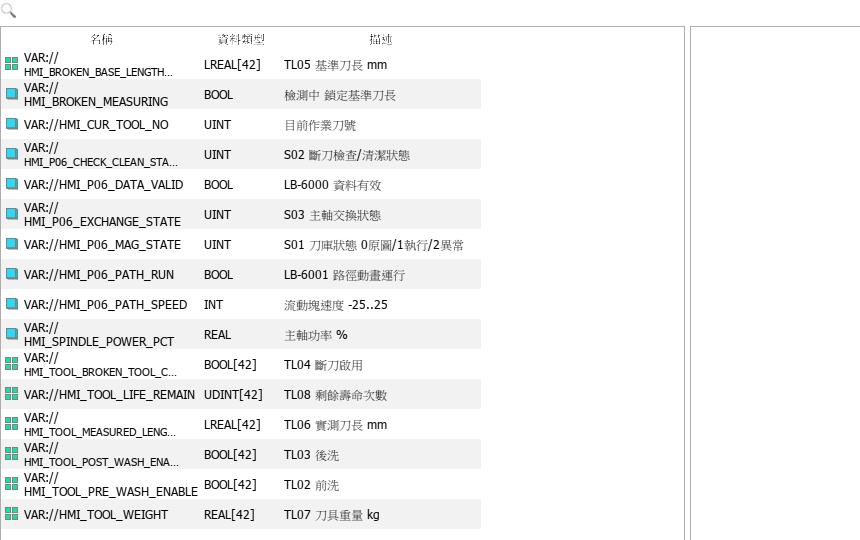 名稱 資料類型 描述
VAR://
HMI_BROKEN_BASE_LENGTH... LREAL[42] TL05 基準刀長 mm
VAR://
HMI_BROKEN_MEASURING BOOL 檢測中 鎖定基準刀長
VAR://HMI_CUR_TOOL_NO UINT 目前作業刀號
VAR://
HMI_P06_CHECK_CLEAN_STA... UINT S02 斷刀檢查/清潔狀態
VAR://HMI_P06_DATA_VALID BOOL LB-6000 資料有效
VAR://
HMI_P06_EXCHANGE_STATE UINT S03 主軸交換狀態
VAR://HMI_P06_MAG_STATE UINT S01 刀庫狀態 0原圖/1執行/2異常
VAR://HMI_P06_PATH_RUN BOOL LB-6001 路徑動畫運行
VAR://HMI_P06_PATH_SPEED INT 流動塊速度 -25..25
VAR://
HMI_SPINDLE_POWER_PCT REAL 主軸功率 %
VAR://
HMI_TOOL_BROKEN_TOOL_C... BOOL[42] TL04 斷刀啟用
VAR://HMI_TOOL_LIFE_REMAIN UDINT[42] TL08 剩餘壽命次數
VAR://
HMI_TOOL_MEASURED_LENG... LREAL[42] TL06 實測刀長 mm
VAR://
HMI_TOOL_POST_WASH_ENA... BOOL[42] TL03 後洗
VAR://
HMI_TOOL_PRE_WASH_ENABLE BOOL[42] TL02 前洗
VAR://HMI_TOOL_WEIGHT REAL[42] TL07 刀具重量 kg